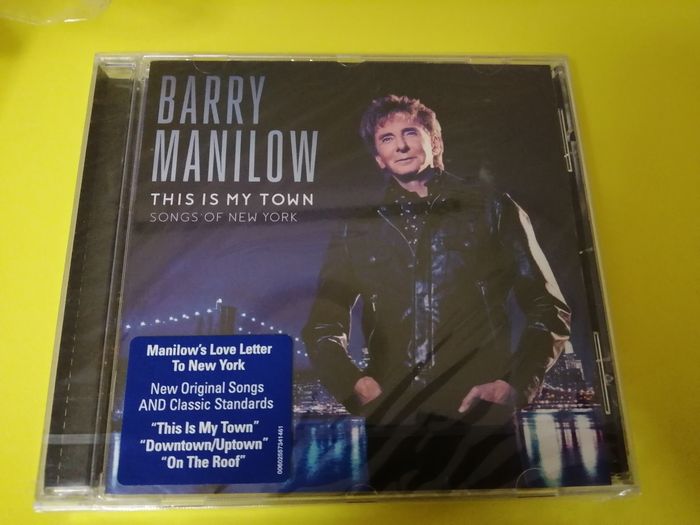 BARRY
MANILOW
THIS IS MY TOWN
SONGS OF NEW YORK
Manilow's Love Letter
To New York
New Original Songs
AND Classic Standards
"This Is My Town"
"Downtown/Uptown"
"On The Roof"
00602557341461